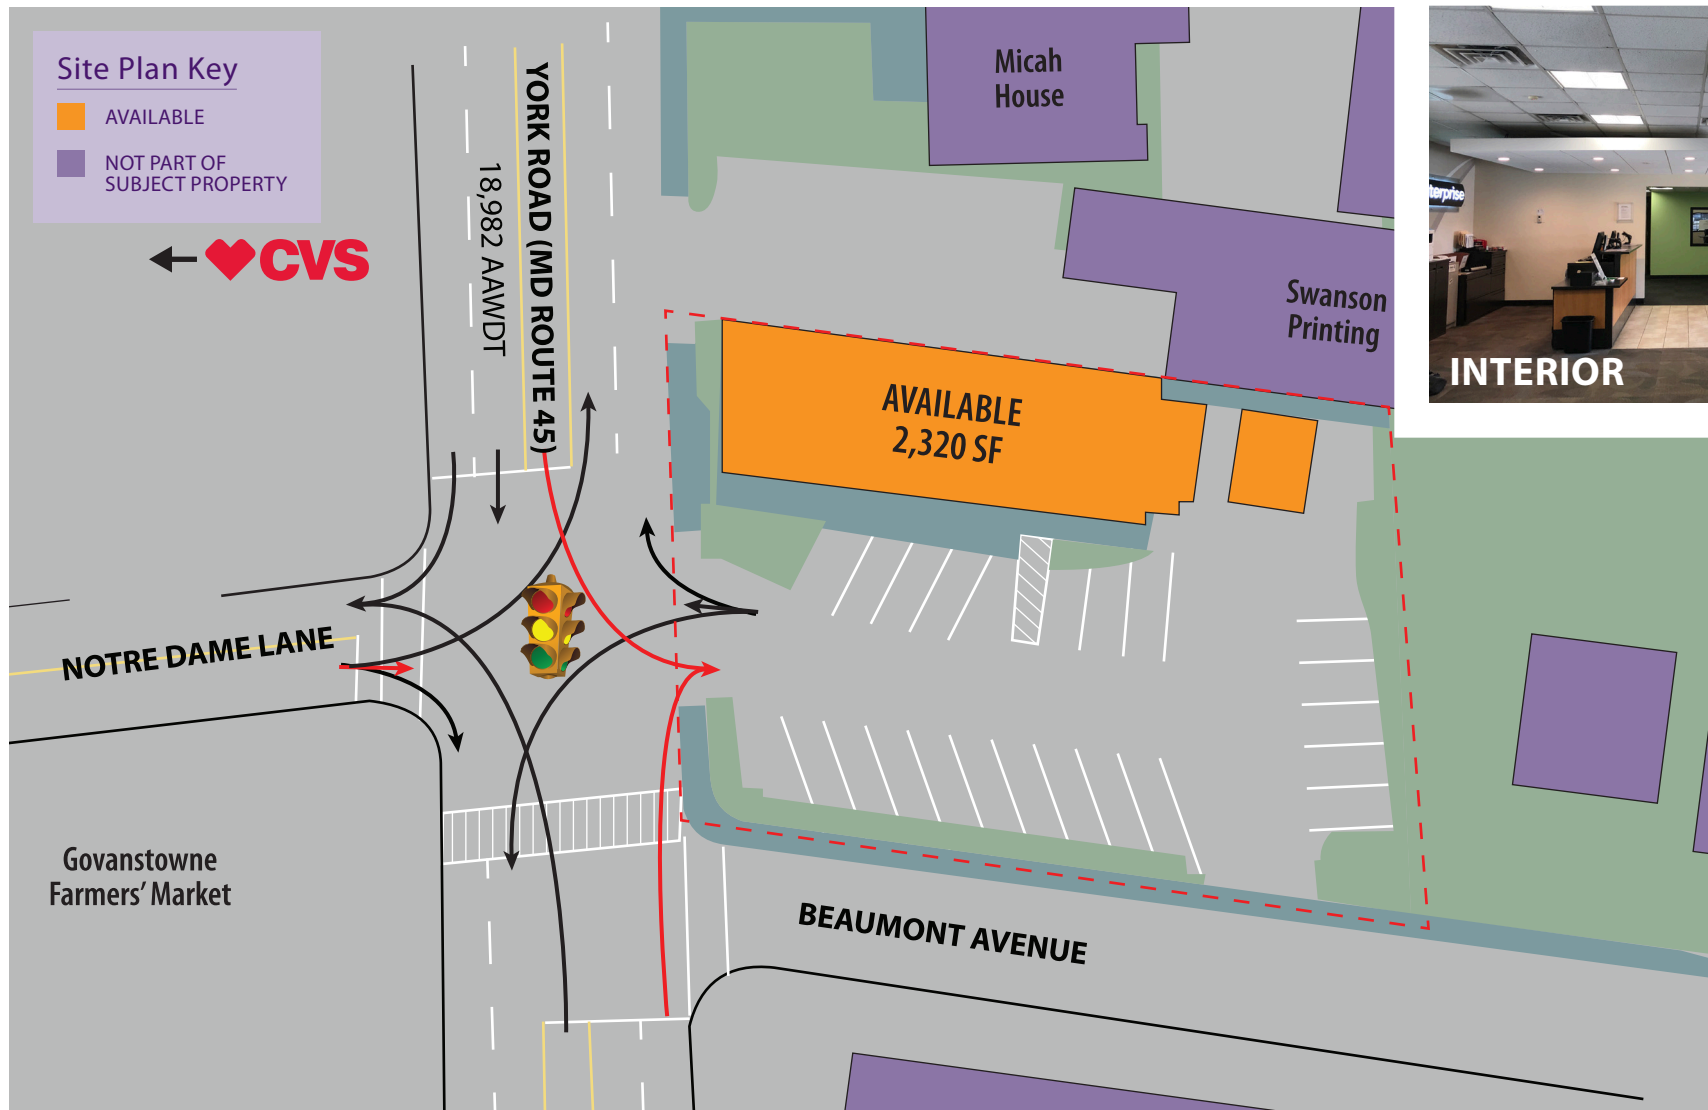 Site Plan Key
AVAILABLE
NOT PART OF
SUBJECT PROPERTY
CVS
YORK ROAD (MD ROUTE 45)
18,982 AAWDT
Micah
House
Swanson
Printing
AVAILABLE
2,320 SF
terprise
INTERIOR
NOTRE DAME LANE
Govanstowne
Farmers’ Market
BEAUMONT AVENUE